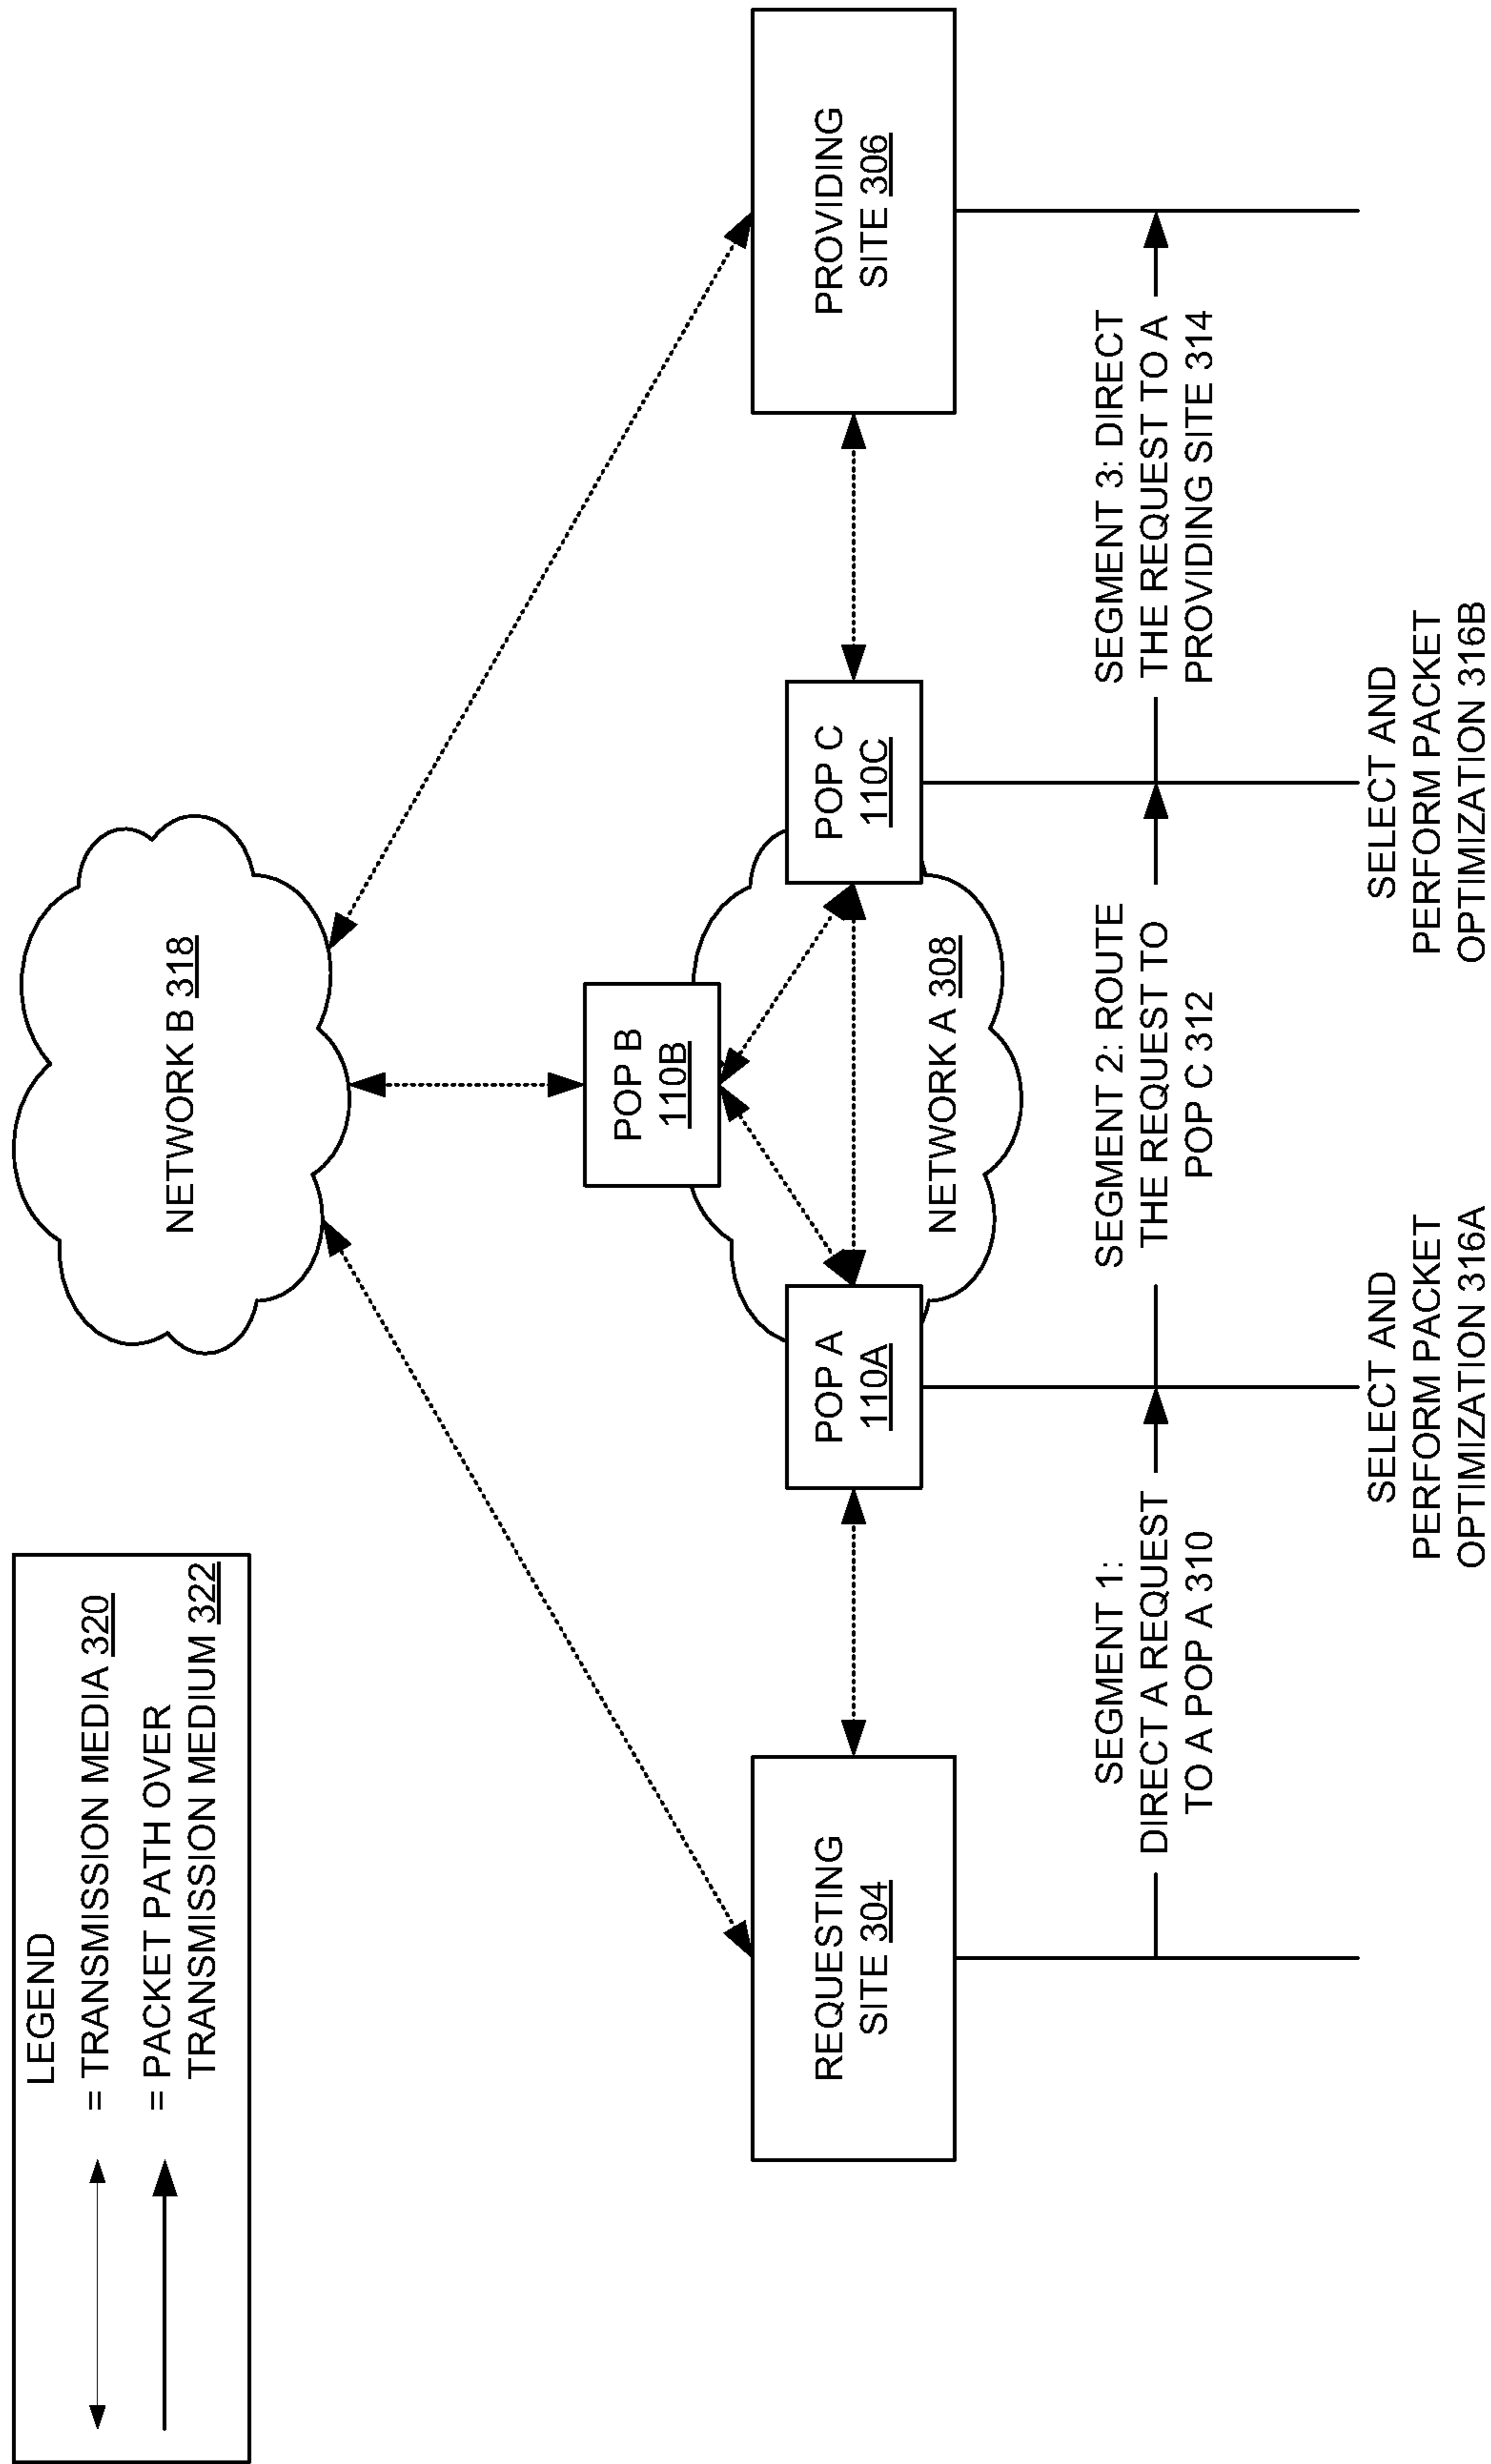 LEGEND
= TRANSMISSION MEDIA 320
= PACKET PATH OVER
TRANSMISSION MEDIUM 322
NETWORK B 318
POP B
110B
REQUESTING
SITE 304
POP A
110A
NETWORK A 308
POP C
110C
PROVIDING
SITE 306
SEGMENT 1:
DIRECT A REQUEST
TO A POP A 310
SEGMENT 2: ROUTE
THE REQUEST TO
POP C 312
SEGMENT 3: DIRECT
THE REQUEST TO A
PROVIDING SITE 314
SELECT AND
PERFORM PACKET
OPTIMIZATION 316A
SELECT AND
PERFORM PACKET
OPTIMIZATION 316B